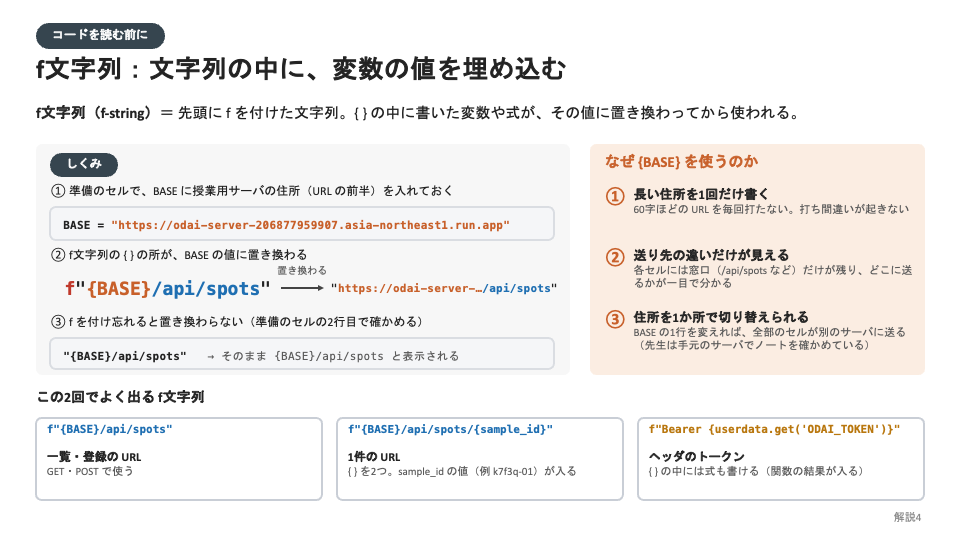 コードを読む前に
f文字列：文字列の中に、変数の値を埋め込む
f文字列（f-string）＝ 先頭に f を付けた文字列。{ } の中に書いた変数や式が、その値に置き換わってから使われる。
しくみ
① 準備のセルで、BASE に授業用サーバの住所（URL の前半）を入れておく
BASE = "https://odai-server-206877959907.asia-northeast1.run.app"
② f文字列の { } の所が、BASE の値に置き換わる
置き換わる
f"{BASE}/api/spots" → "https://odai-server-…/api/spots"
③ f を付け忘れると置き換わらない（準備のセルの2行目で確かめる）
"{BASE}/api/spots" → そのまま {BASE}/api/spots と表示される
なぜ {BASE} を使うのか
① 長い住所を1回だけ書く
60字ほどの URL を毎回打たない。打ち間違いが起きない
② 送り先の違いだけが見える
各セルには窓口（/api/spots など）だけが残り、どこに送
るかが一目で分かる
③ 住所を1か所で切り替えられる
BASE の1行を変えれば、全部のセルが別のサーバに送る
（先生は手元のサーバでノートを確かめている）
この2回でよく出る f文字列
f"{BASE}/api/spots"
一覧・登録の URL
GET・POST で使う
f"{BASE}/api/spots/{sample_id}"
1件の URL
{ } を2つ。sample_id の値（例 k7f3q-01）が入る
f"Bearer {userdata.get('ODAI_TOKEN')}"
ヘッダのトークン
{ } の中には式も書ける（関数の結果が入る）
解説4